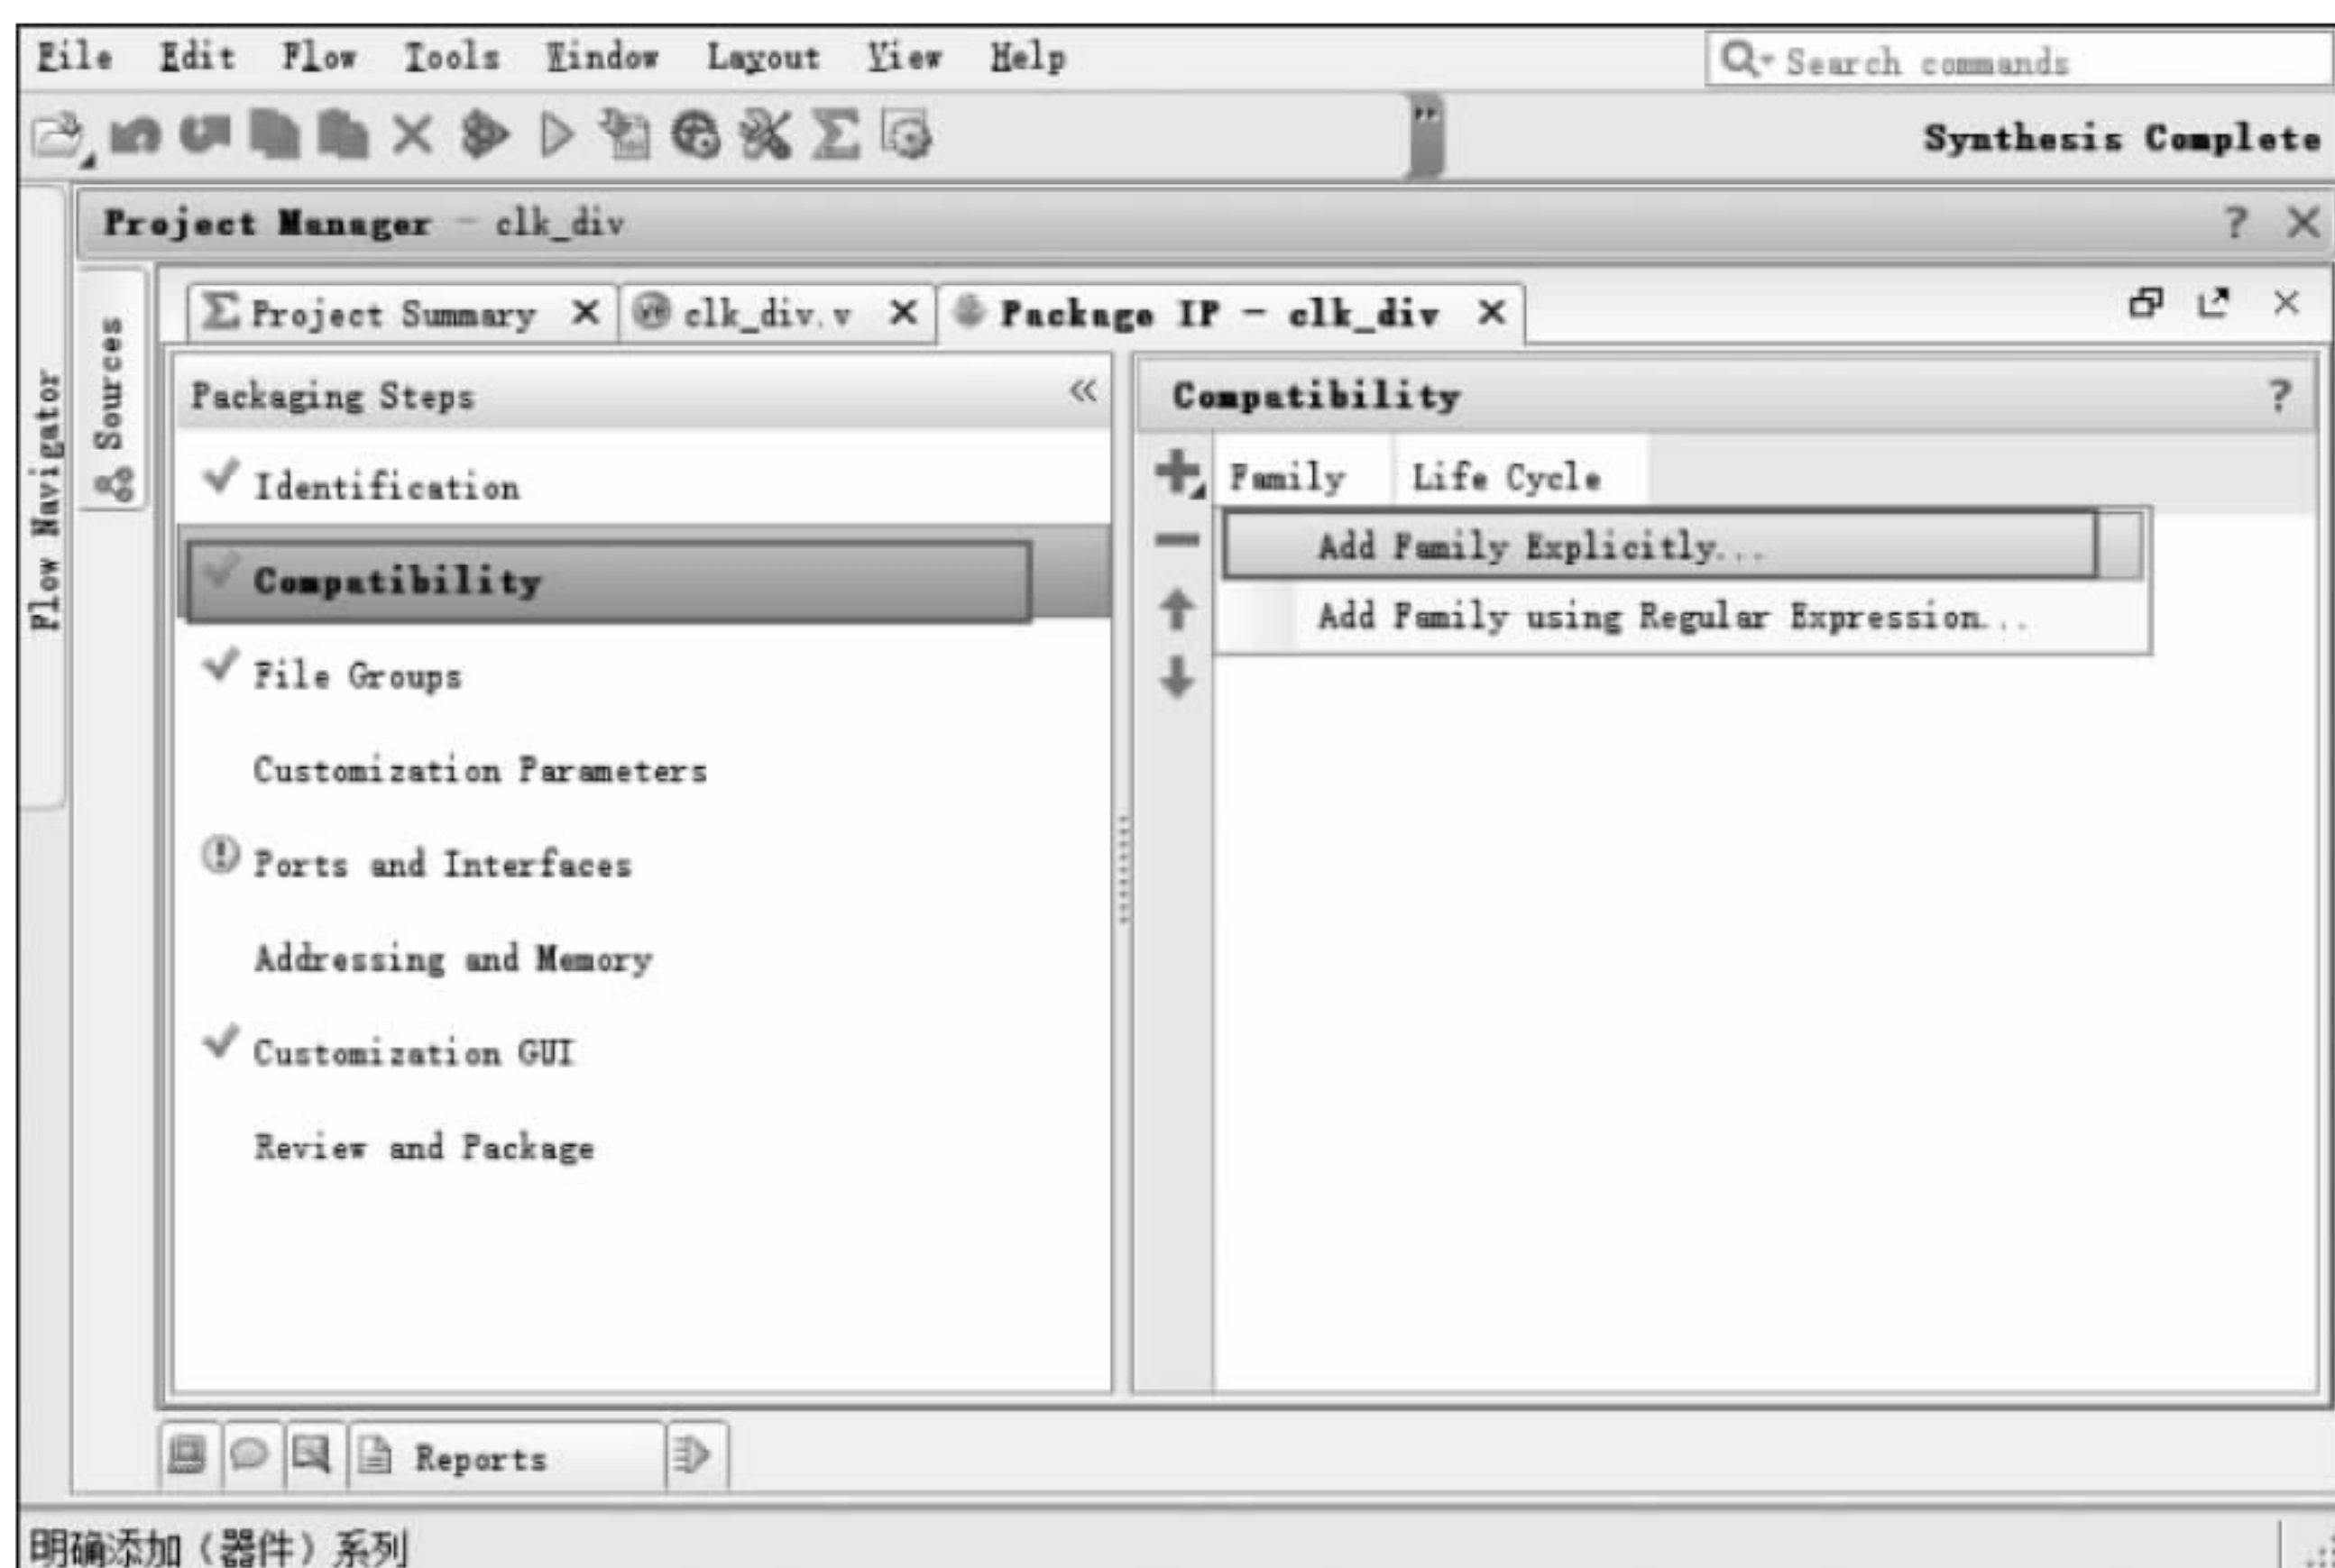 File Edit Flow Tools Window Layout View Help
Search commands
Synthesis Complete
Project Manager - clk_div
Flow Navigator
Sources
Project Summary
clk_div.v
Package IP - clk_div
Packaging Steps
Identification
Compatibility
File Groups
Customization Parameters
Ports and Interfaces
Addressing and Memory
Customization GUI
Review and Package
Compatibility
Family Life Cycle
Add Family Explicitly...
Add Family using Regular Expression...
Reports
明确添加（器件）系列